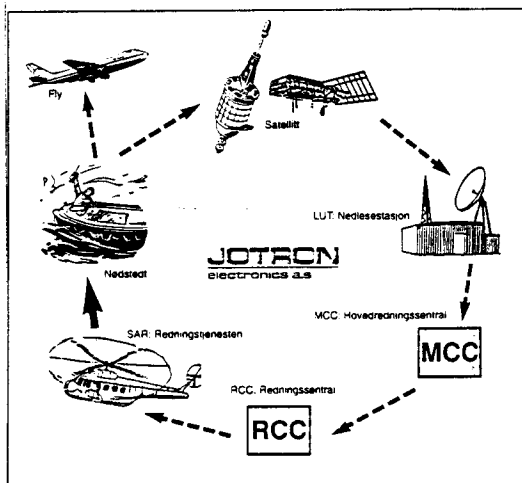 Fly
Satellitt
LUT: Nedlesestasjon
Nødstedt
JOTRON
electronics a.s
MCC: Hovedredningssentral
MCC
SAR: Redningstjenesten
RCC: Redningssentral
RCC